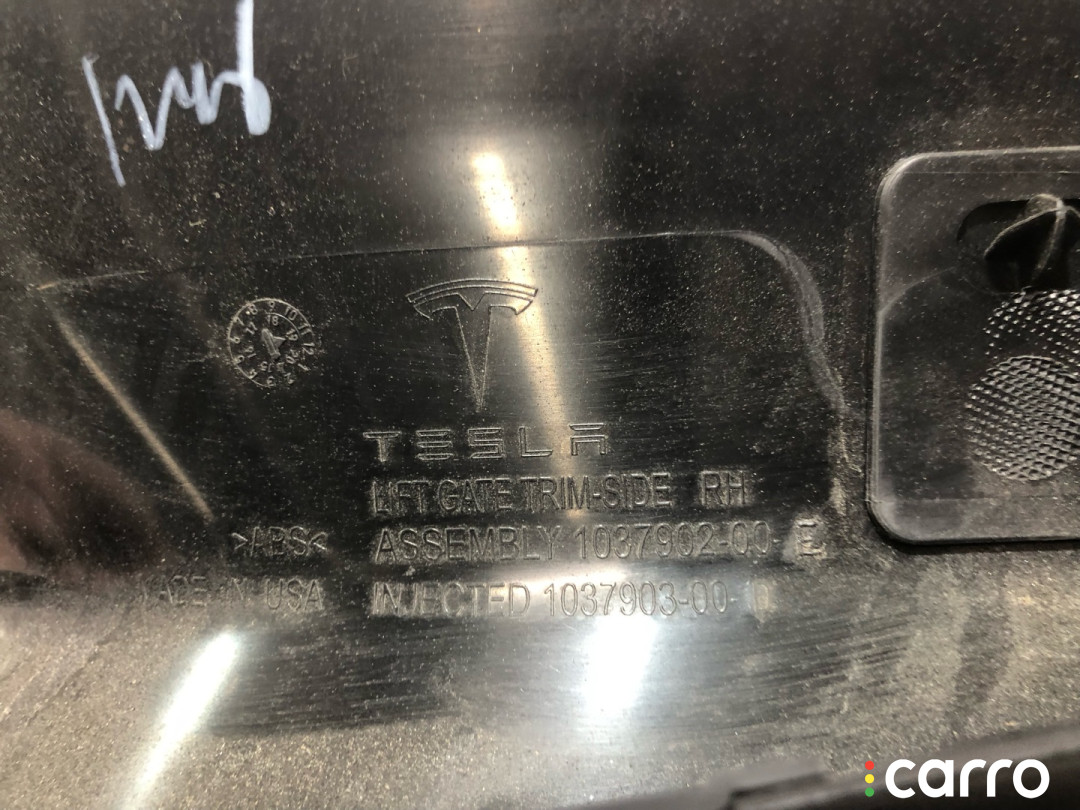 TESLA
LIFT GATE TRIM-SIDE RH
>ABS< ASSEMBLY 1037902-00-E
MADE IN USA INJECTED 1037903-00-
carro